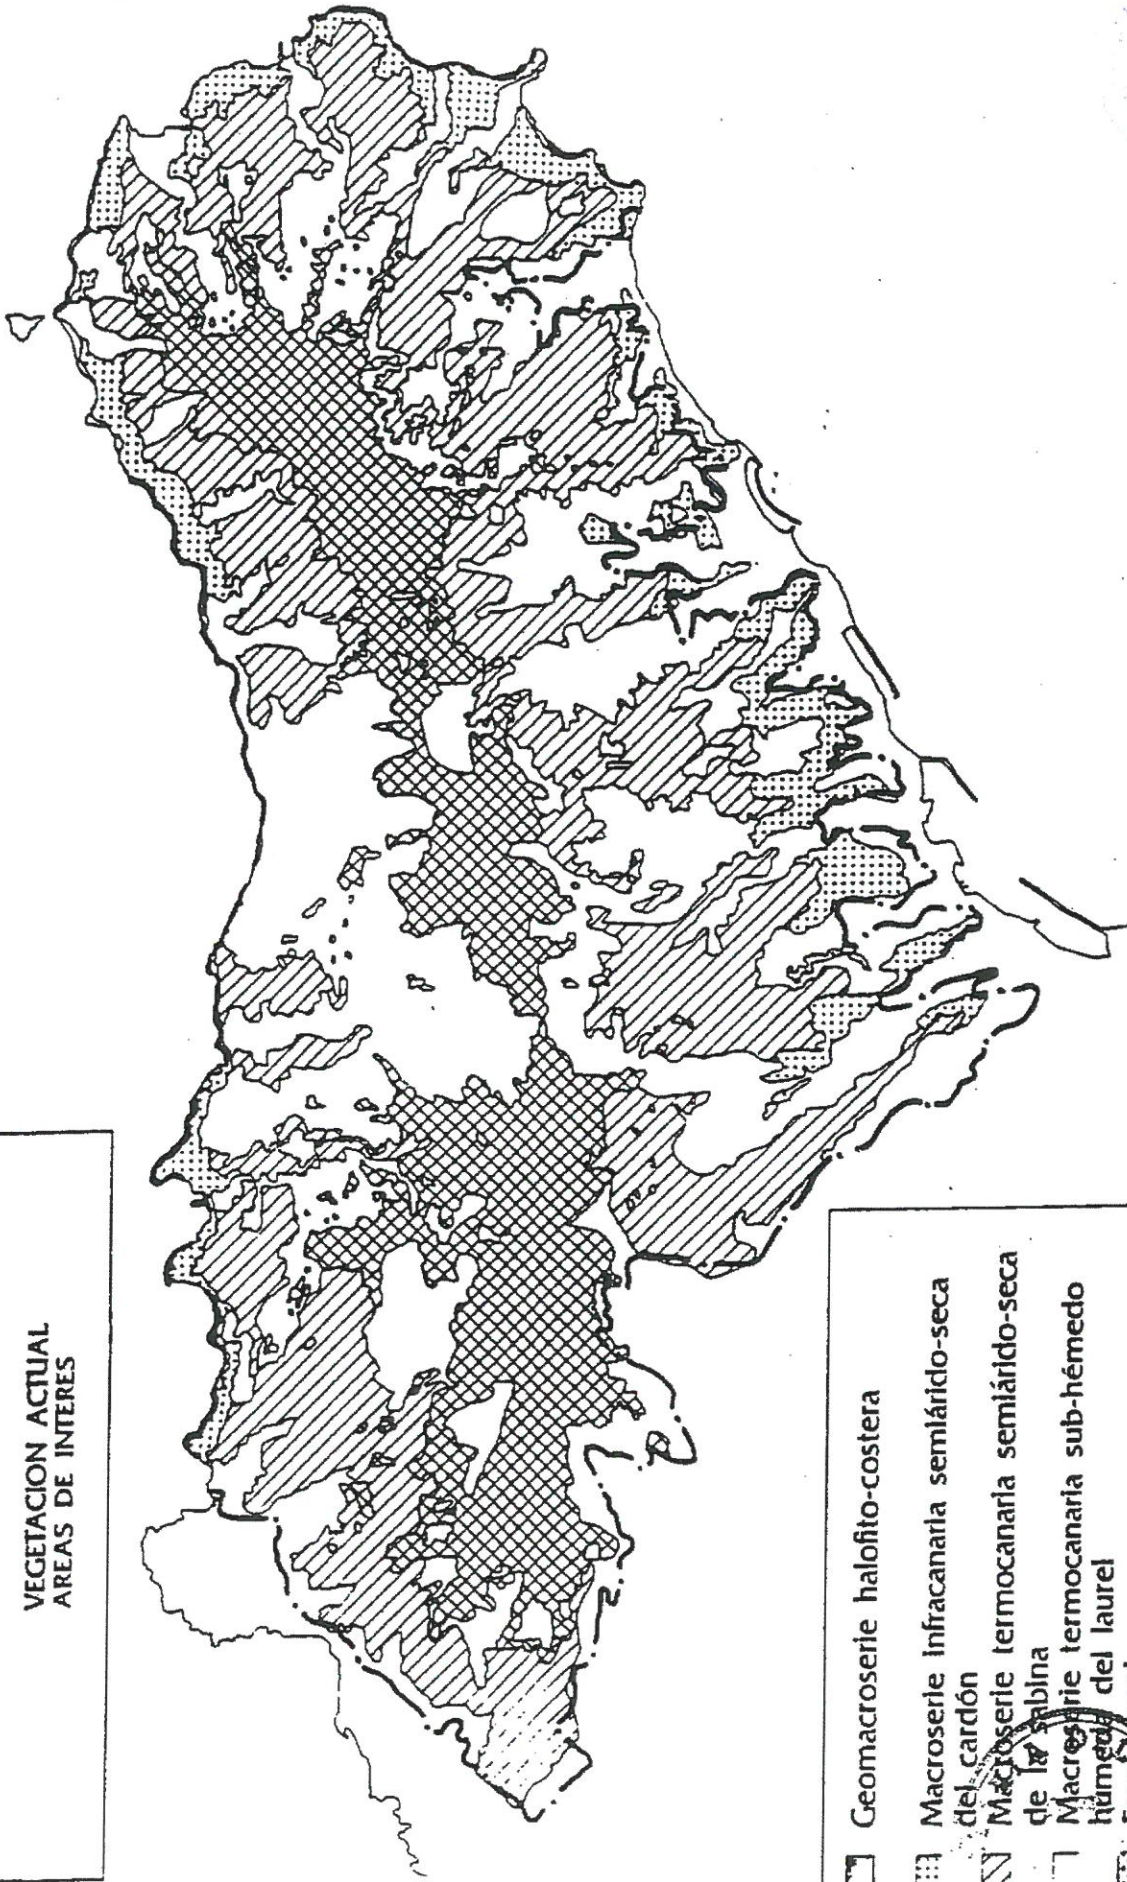 VEGETACION ACTUAL
AREAS DE INTERES
Geomacroserie halofito-costera
Macroserie infracanaria semiárido-seca
del cardón
Macroserie termocanaria semiárido-seca
de la sabina
Macroserie termocanaria sub-hémedo
húmeda del laurel